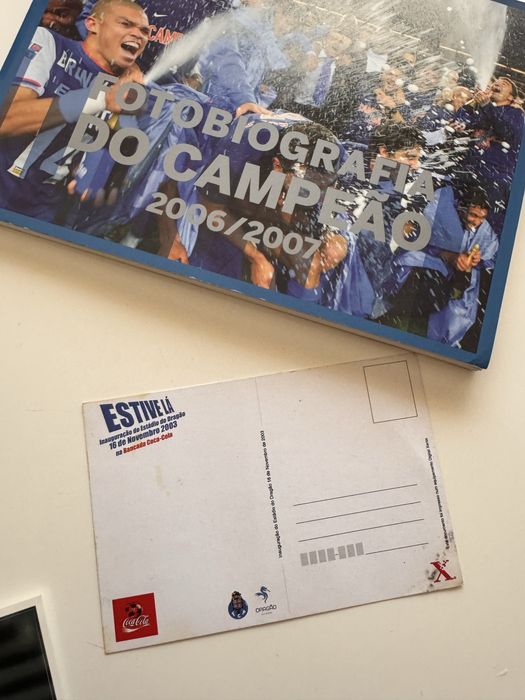 FOTOBIOGRAFIA
DO CAMPEÃO
2006/2007
ESTIVE LÁ
Inauguração do Estádio do Dragão
16 de Novembro 2003
na Bancada Coca-Cola
Inauguração do Estádio do Dragão 16 de Novembro de 2003
Coca-Cola
DRAGÃO
X